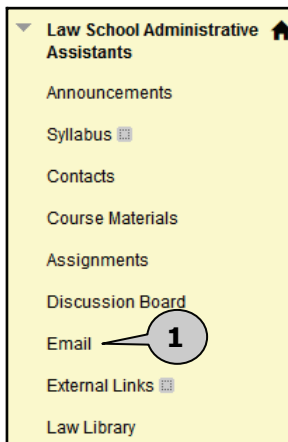 Law School Administrative
Assistants
Announcements
Syllabus
Contacts
Course Materials
Assignments
Discussion Board
Email
1
External Links
Law Library